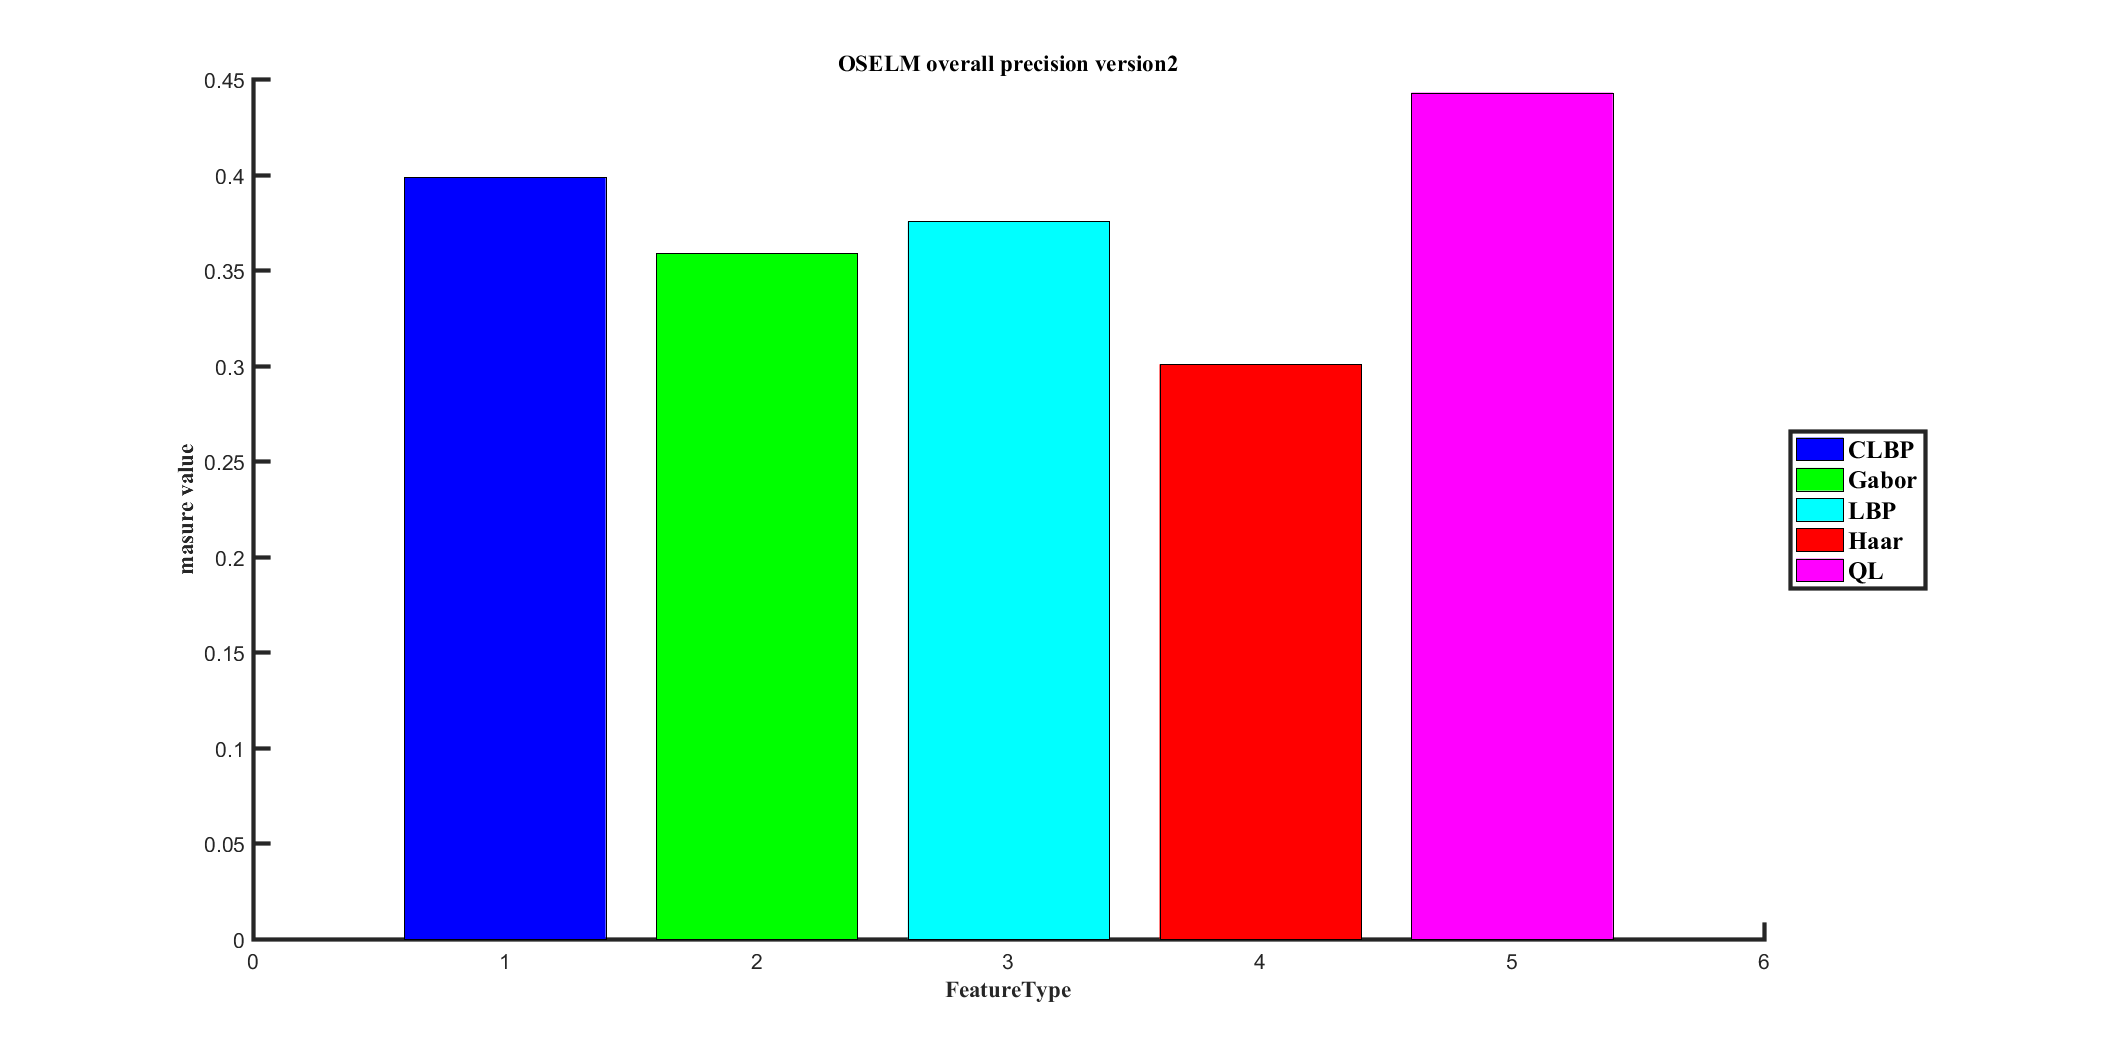 OSELM overall precision version2
0.45
0.4
0.35
0.3
0.25
0.2
0.15
0.1
0.05
0
masure value
0 1 2 3 4 5 6
FeatureType
CLBP
Gabor
LBP
Haar
QL